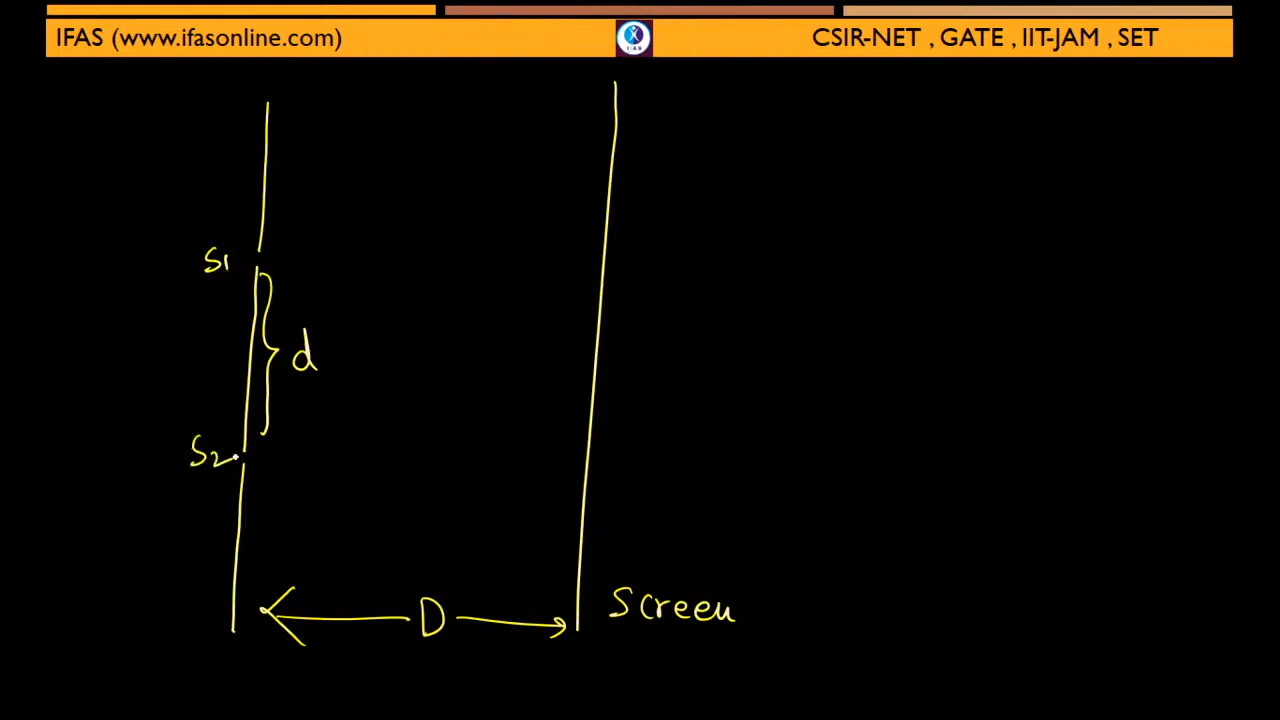 IFAS (www.ifasonline.com)
CSIR-NET , GATE , IIT-JAM , SET
S1
d
S2
D
Screen